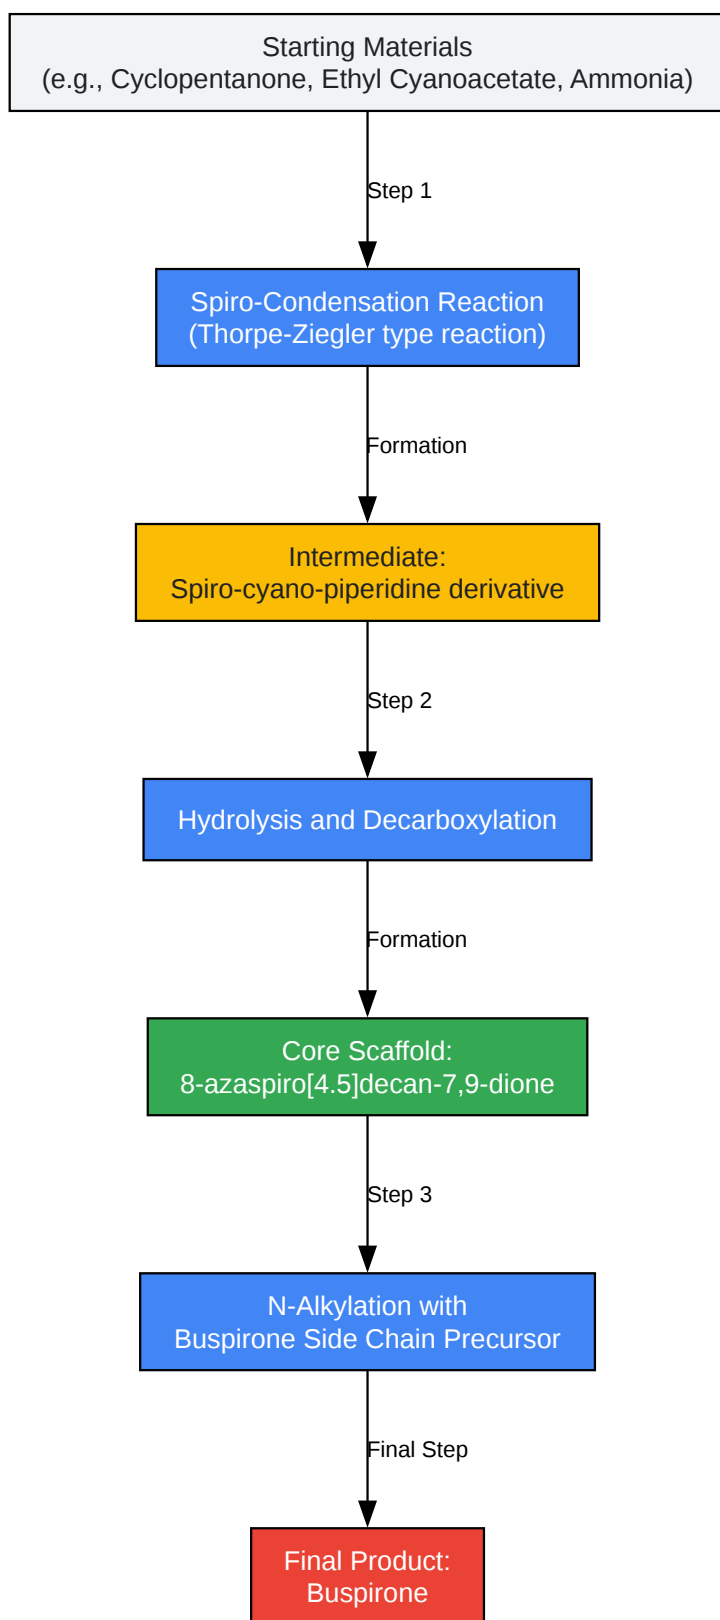 Starting Materials
(e.g., Cyclopentanone, Ethyl Cyanoacetate, Ammonia)
Step 1
Spiro-Condensation Reaction
(Thorpe-Ziegler type reaction)
Formation
Intermediate:
Spiro-cyano-piperidine derivative
Step 2
Hydrolysis and Decarboxylation
Formation
Core Scaffold:
8-azaspiro[4.5]decan-7,9-dione
Step 3
N-Alkylation with
Buspirone Side Chain Precursor
Final Step
Final Product:
Buspirone